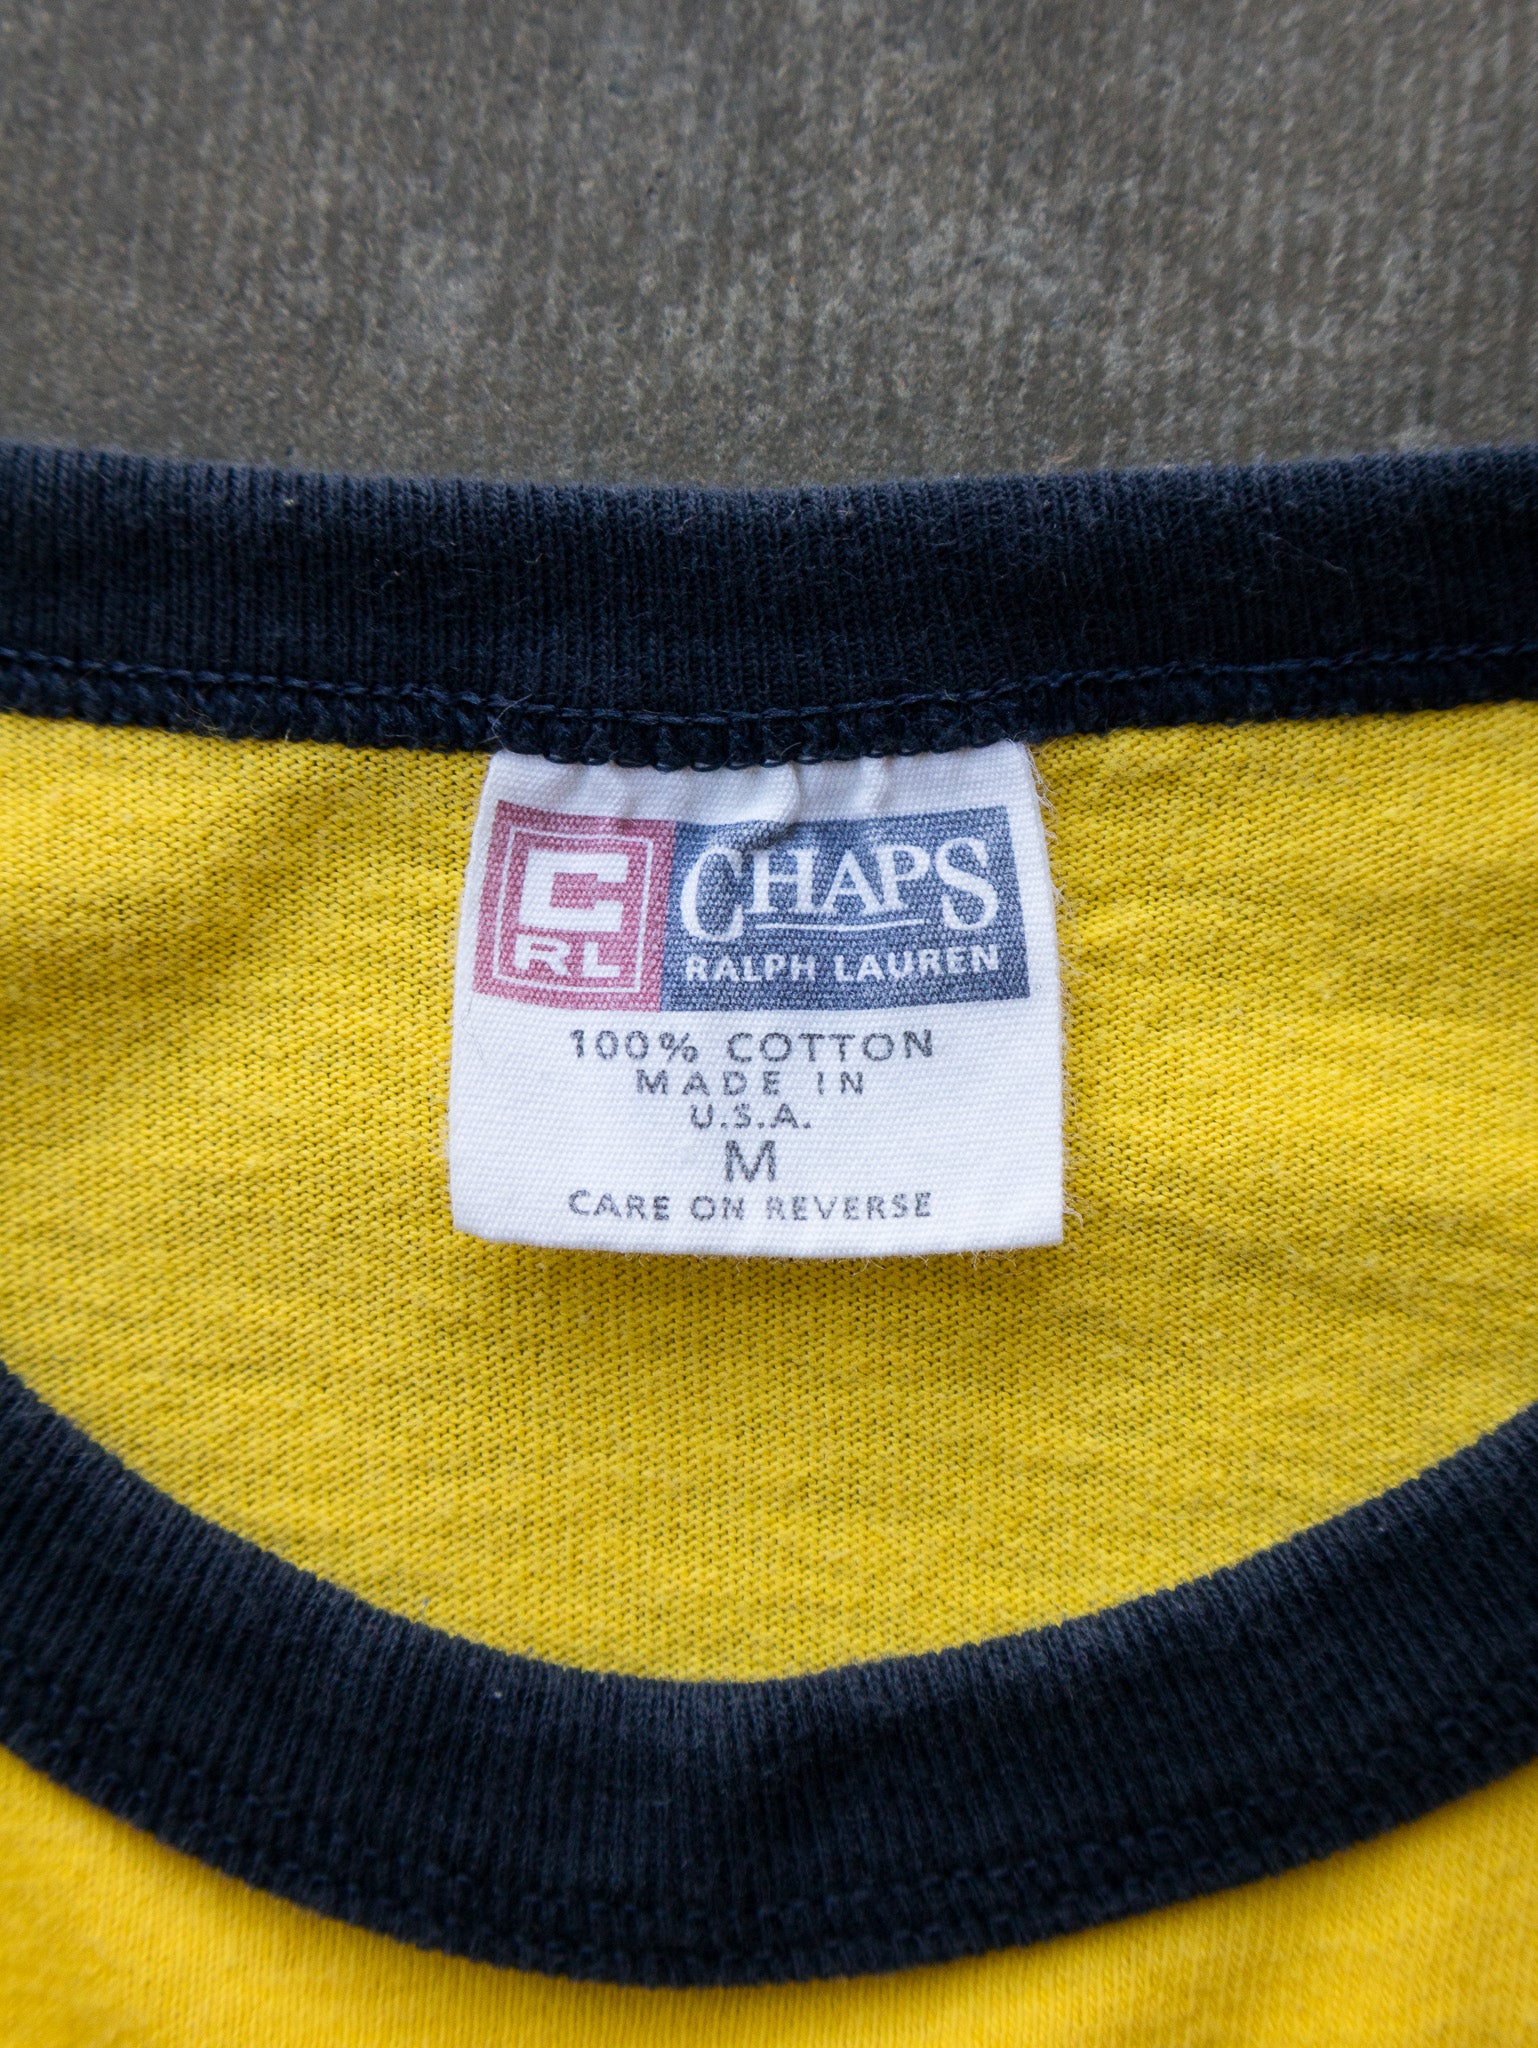 C
RL
CHAPS
RALPH LAUREN
100% COTTON
MADE IN
U.S.A.
M
CARE ON REVERSE